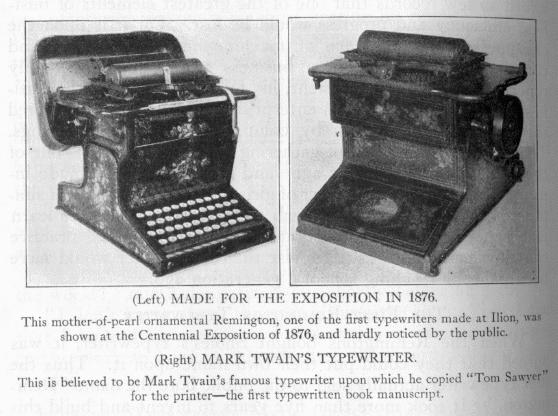 (Left) MADE FOR THE EXPOSITION IN 1876.
This mother-of-pearl ornamental Remington, one of the first typewriters made at Ilion, was
shown at the Centennial Exposition of 1876, and hardly noticed by the public.
(Right) MARK TWAIN'S TYPEWRITER.
This is believed to be Mark Twain's famous typewriter upon which he copied "Tom Sawyer"
for the printer—the first typewritten book manuscript.